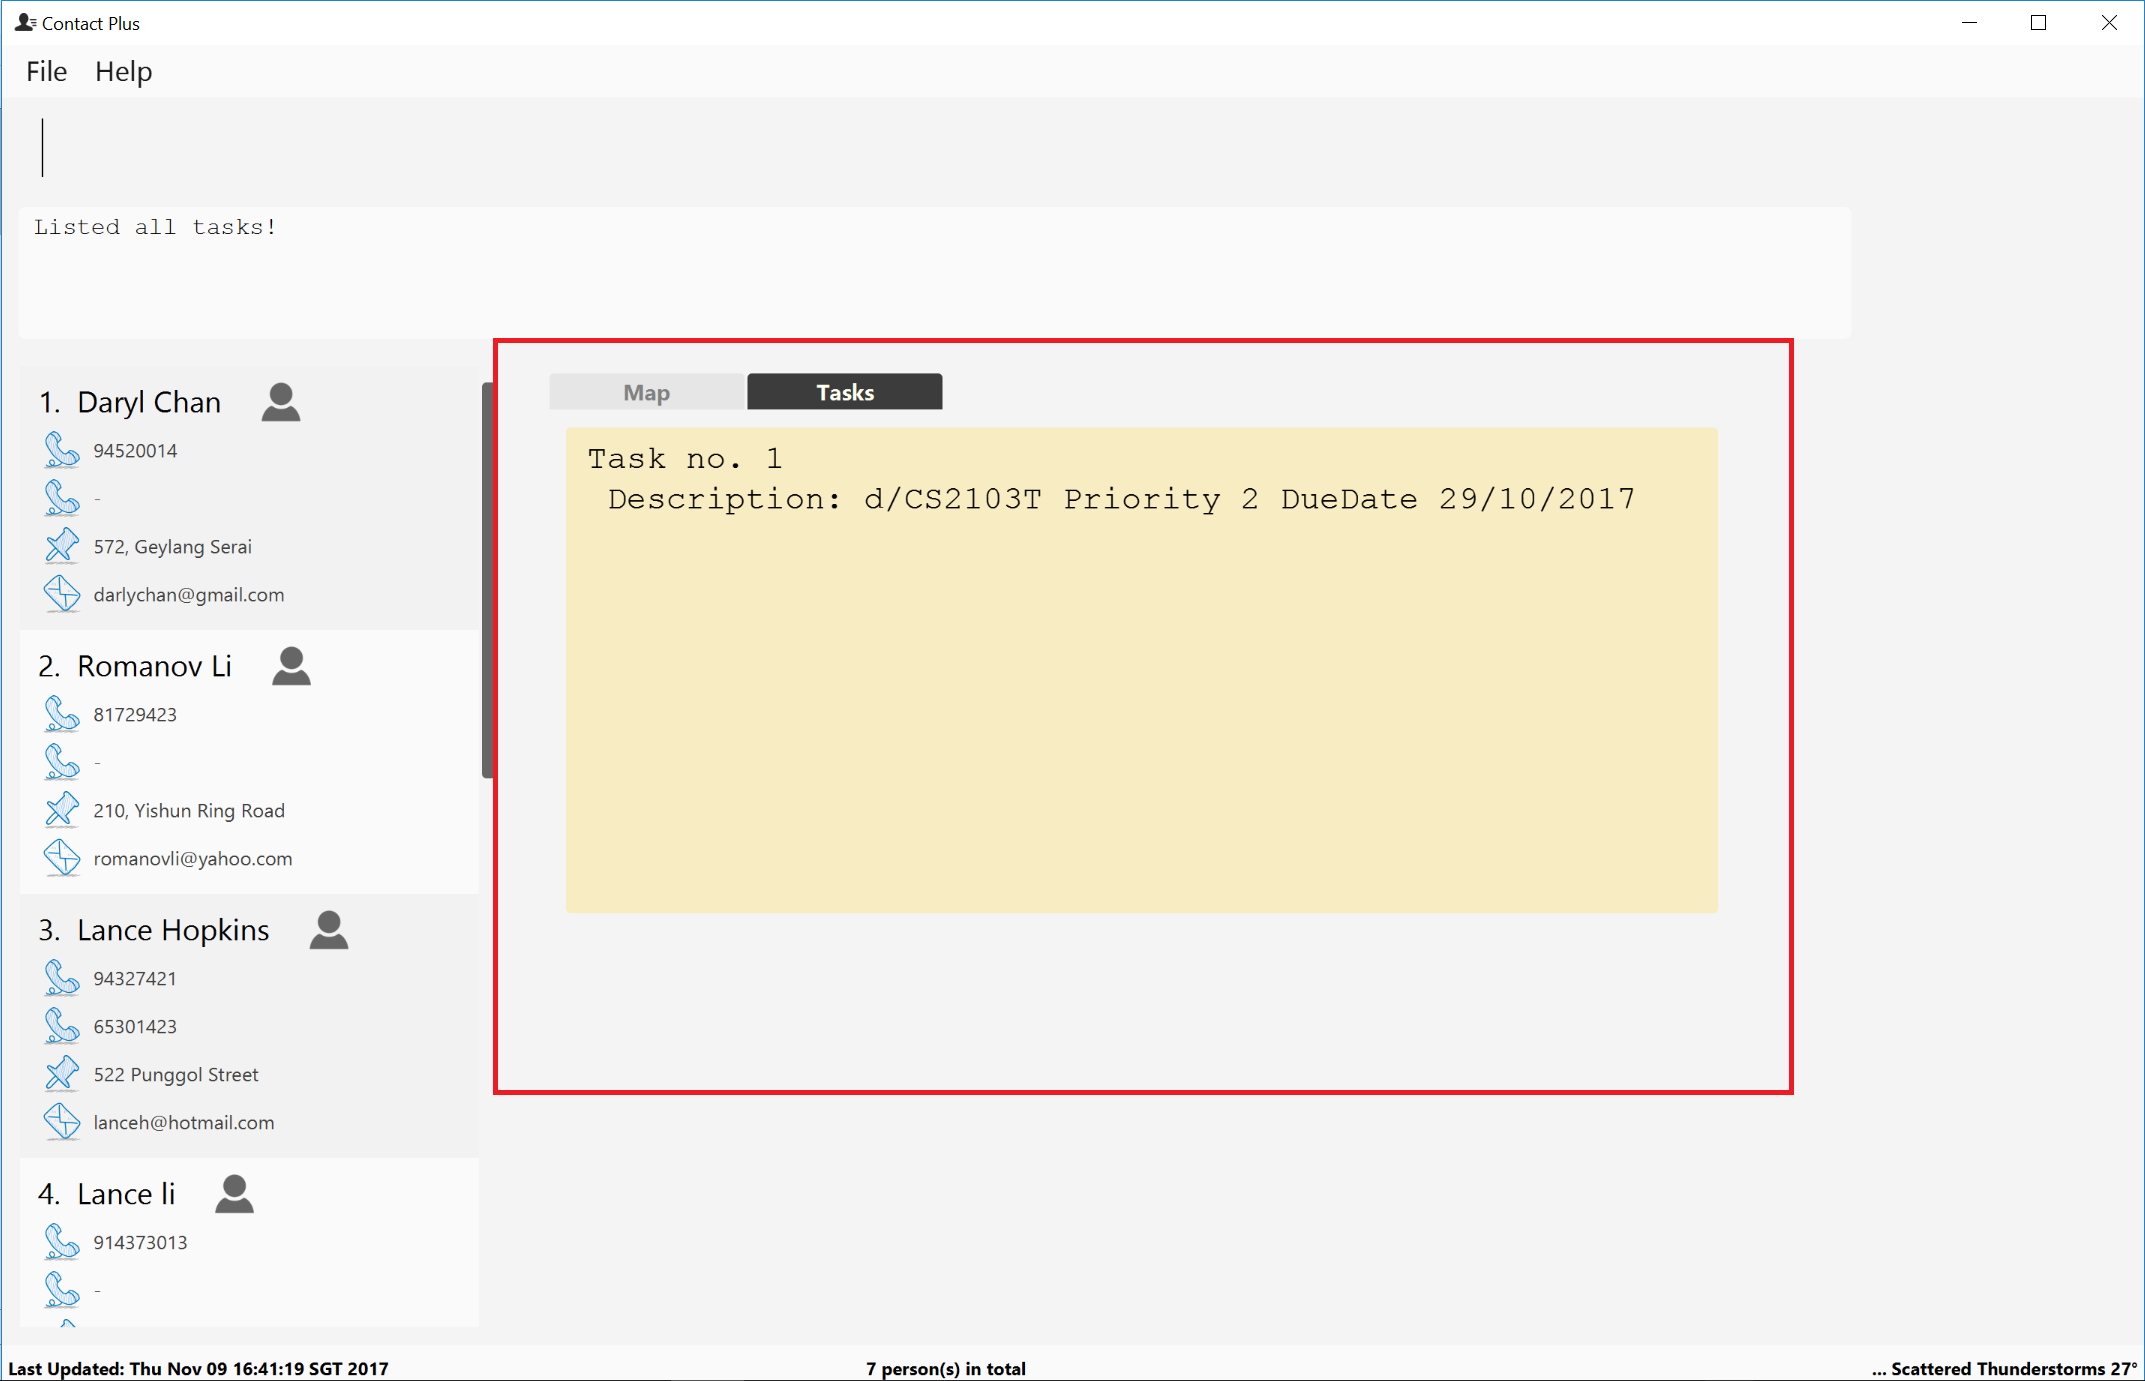 Contact Plus
File Help
Listed all tasks!
1. Daryl Chan
94520014
-
572, Geylang Serai
darlychan@gmail.com
2. Romanov Li
81729423
-
210, Yishun Ring Road
romanovli@yahoo.com
3. Lance Hopkins
94327421
65301423
522 Punggol Street
lanceh@hotmail.com
4. Lance li
914373013
-
Map Tasks
Task no. 1
Description: d/CS2103T Priority 2 DueDate 29/10/2017
Last Updated: Thu Nov 09 16:41:19 SGT 2017
7 person(s) in total
... Scattered Thunderstorms 27°